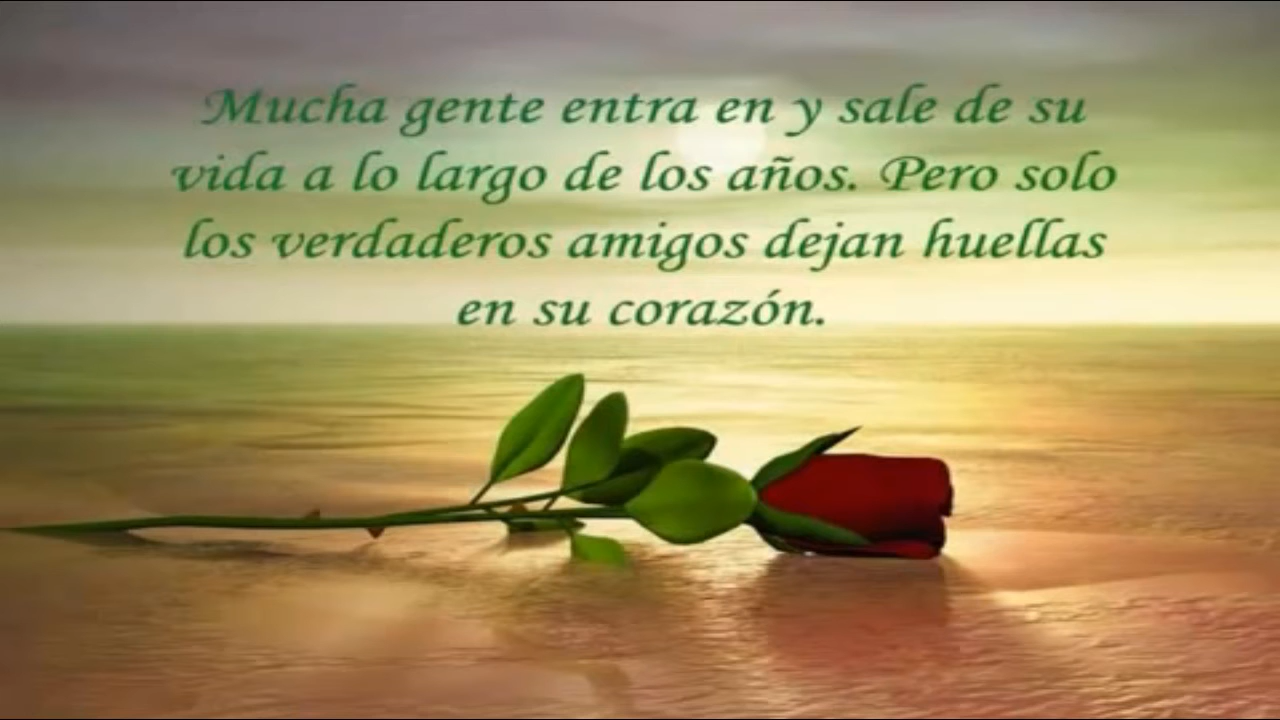 Mucha gente entra en y sale de su
vida a lo largo de los años. Pero solo
los verdaderos amigos dejan huellas
en su corazón.